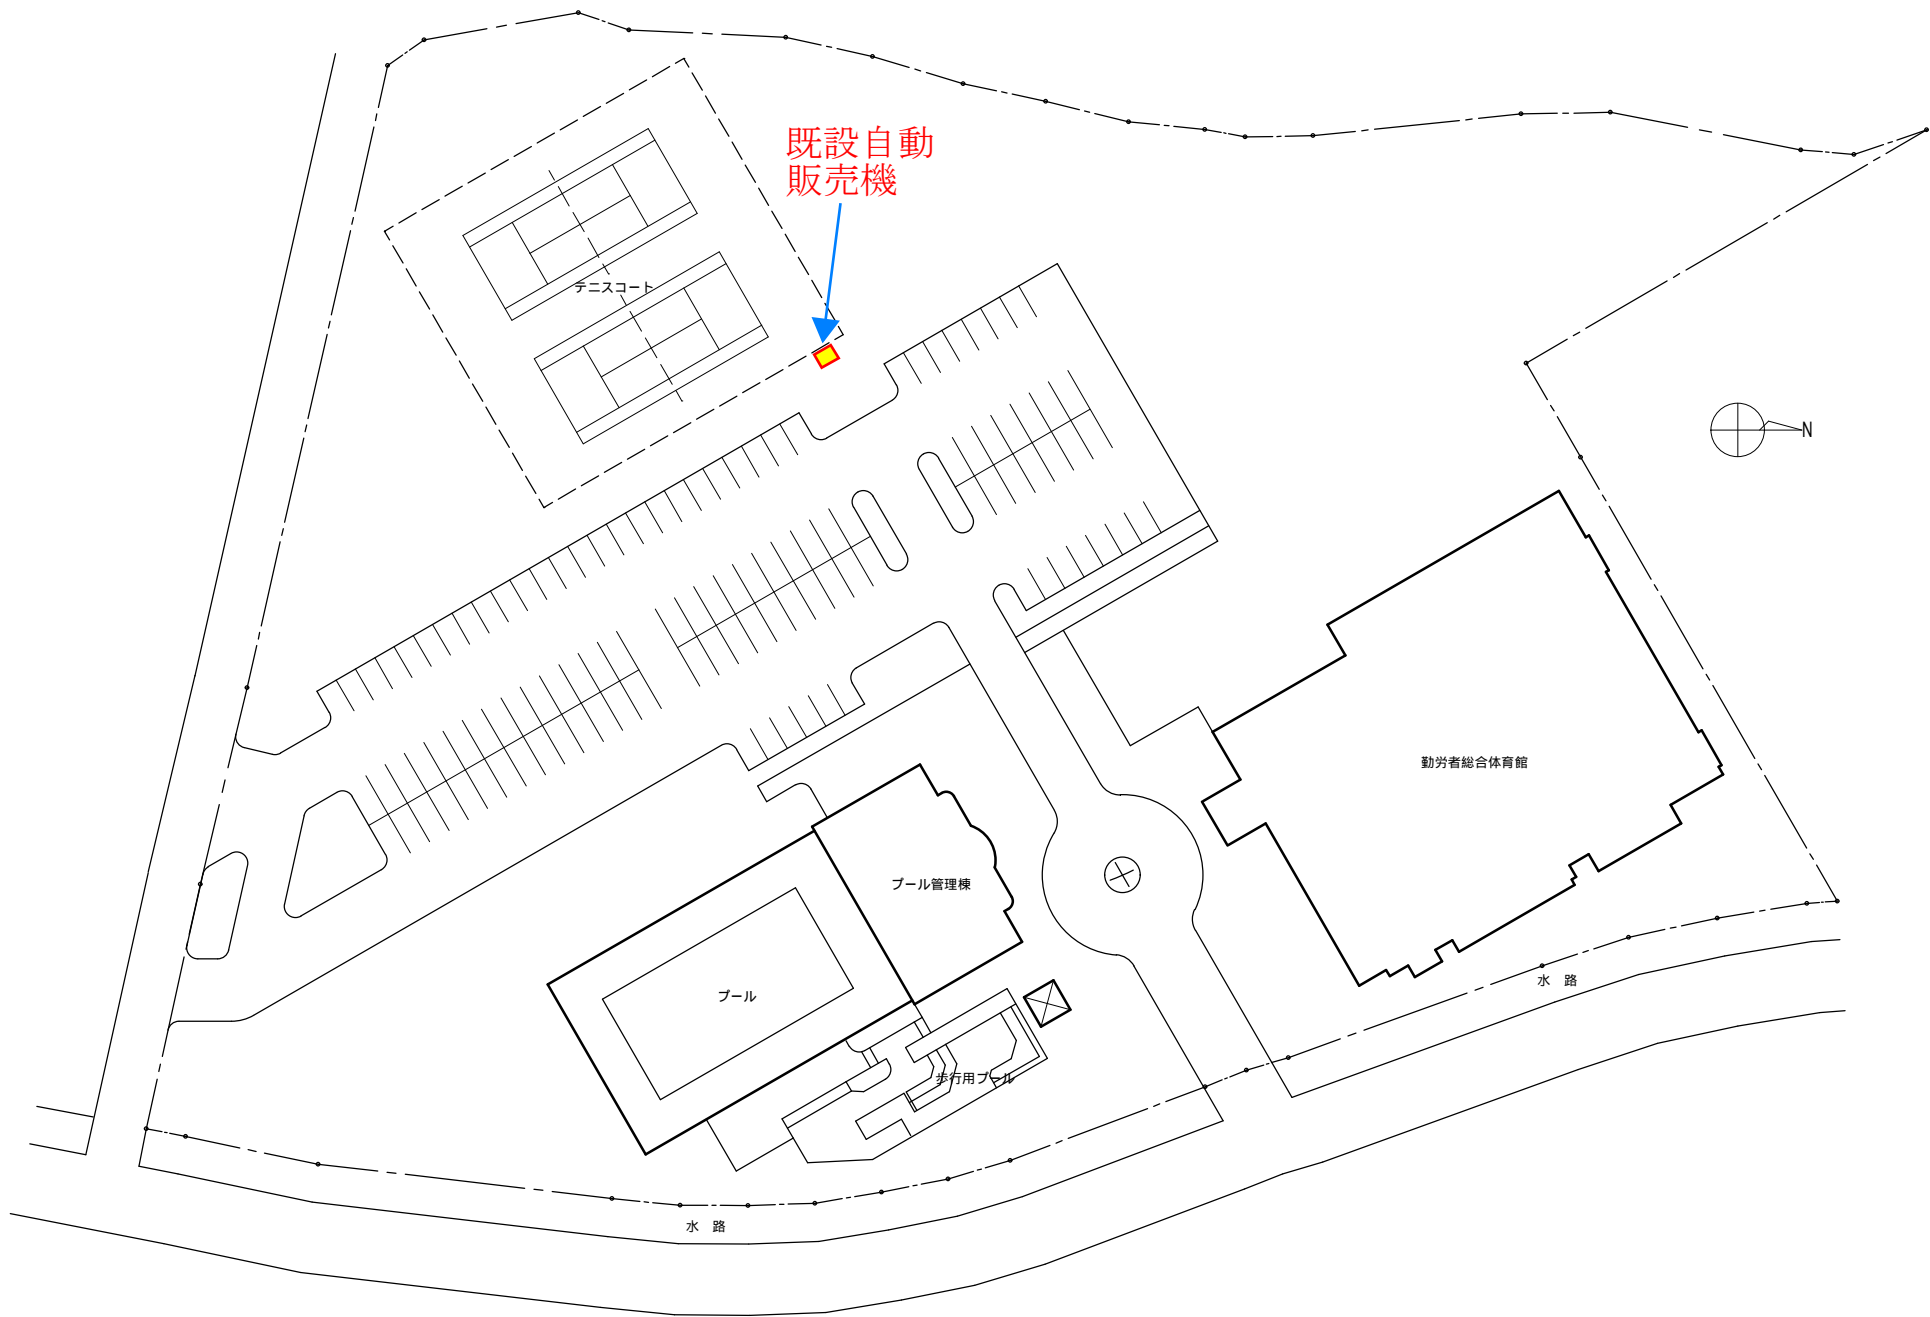 既設自動
販売機
テニスコート
N
勤労者総合体育館
プール管理棟
プール
水　路
歩行用プール
水　路